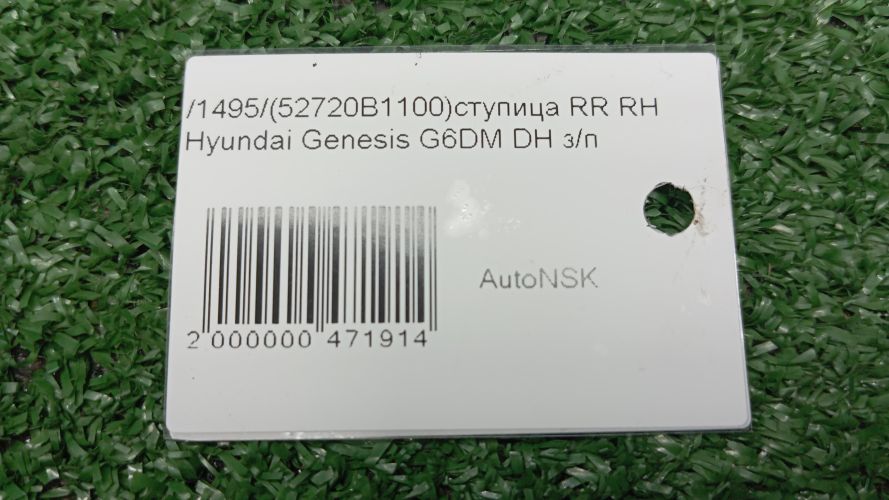 /1495/(52720B1100)ступица RR RH
Hyundai Genesis G6DM DH з/п
AutoNSK
2 000000 471914